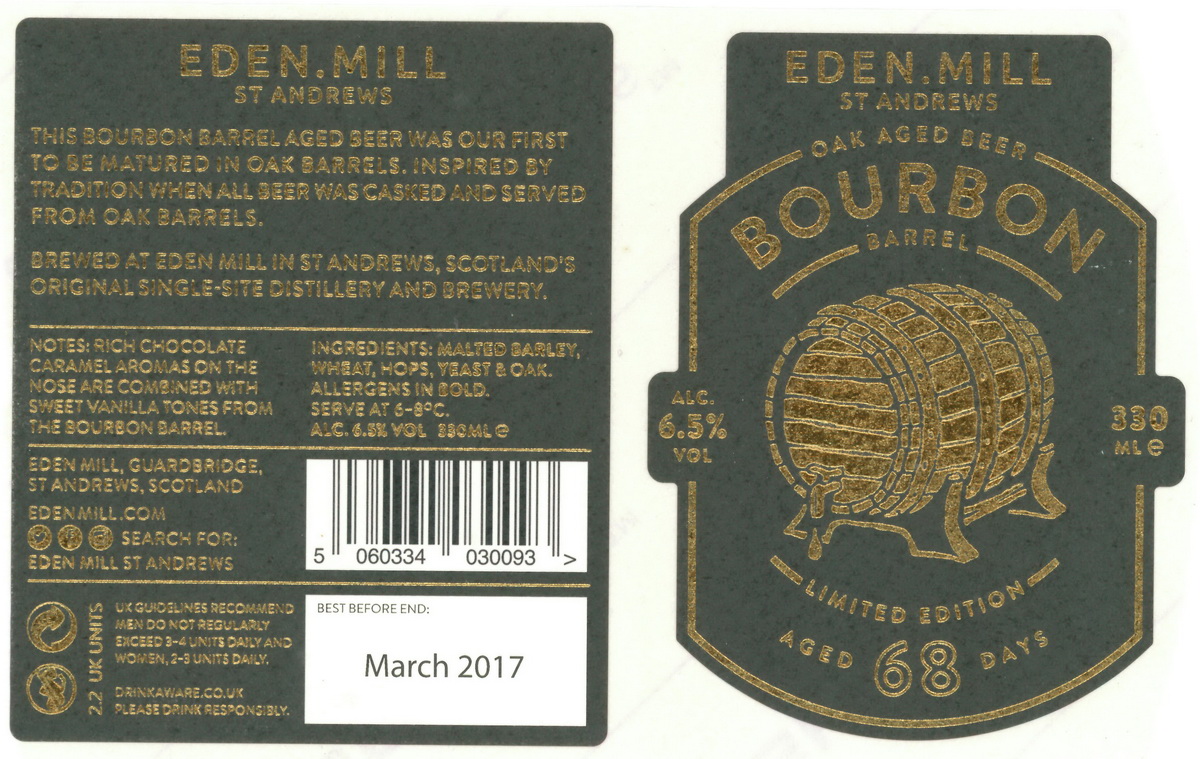 EDEN.MILL
ST ANDREWS
THIS BOURBON BARREL AGED BEER WAS OUR FIRST
TO BE MATURED IN OAK BARRELS. INSPIRED BY
TRADITION WHEN ALL BEER WAS CASKED AND SERVED
FROM OAK BARRELS.
BREWED AT EDEN MILL IN ST ANDREWS, SCOTLAND'S
ORIGINAL SINGLE-SITE DISTILLERY AND BREWERY.
NOTES: RICH CHOCOLATE
CARAMEL AROMAS ON THE
NOSE ARE COMBINED WITH
SWEET VANILLA TONES FROM
THE BOURBON BARREL.
INGREDIENTS: MALTED BARLEY,
WHEAT, HOPS, YEAST & OAK.
ALLERGENS IN BOLD.
SERVE AT 6-8°C.
ALC. 6.5% VOL 330ML ℮
EDEN MILL, GUARDBRIDGE,
ST ANDREWS, SCOTLAND
EDENMILL.COM
SEARCH FOR:
EDEN MILL ST ANDREWS
5 060334 030093 >
2.2 UK UNITS
UK GUIDELINES RECOMMEND
MEN DO NOT REGULARLY
EXCEED 3-4 UNITS DAILY AND
WOMEN, 2-3 UNITS DAILY.
DRINKAWARE.CO.UK
PLEASE DRINK RESPONSIBLY.
BEST BEFORE END:
March 2017
EDEN.MILL
ST ANDREWS
OAK AGED BEER
BOURBON
BARREL
ALC.
6.5%
VOL
330
ML ℮
LIMITED EDITION
AGED 68 DAYS